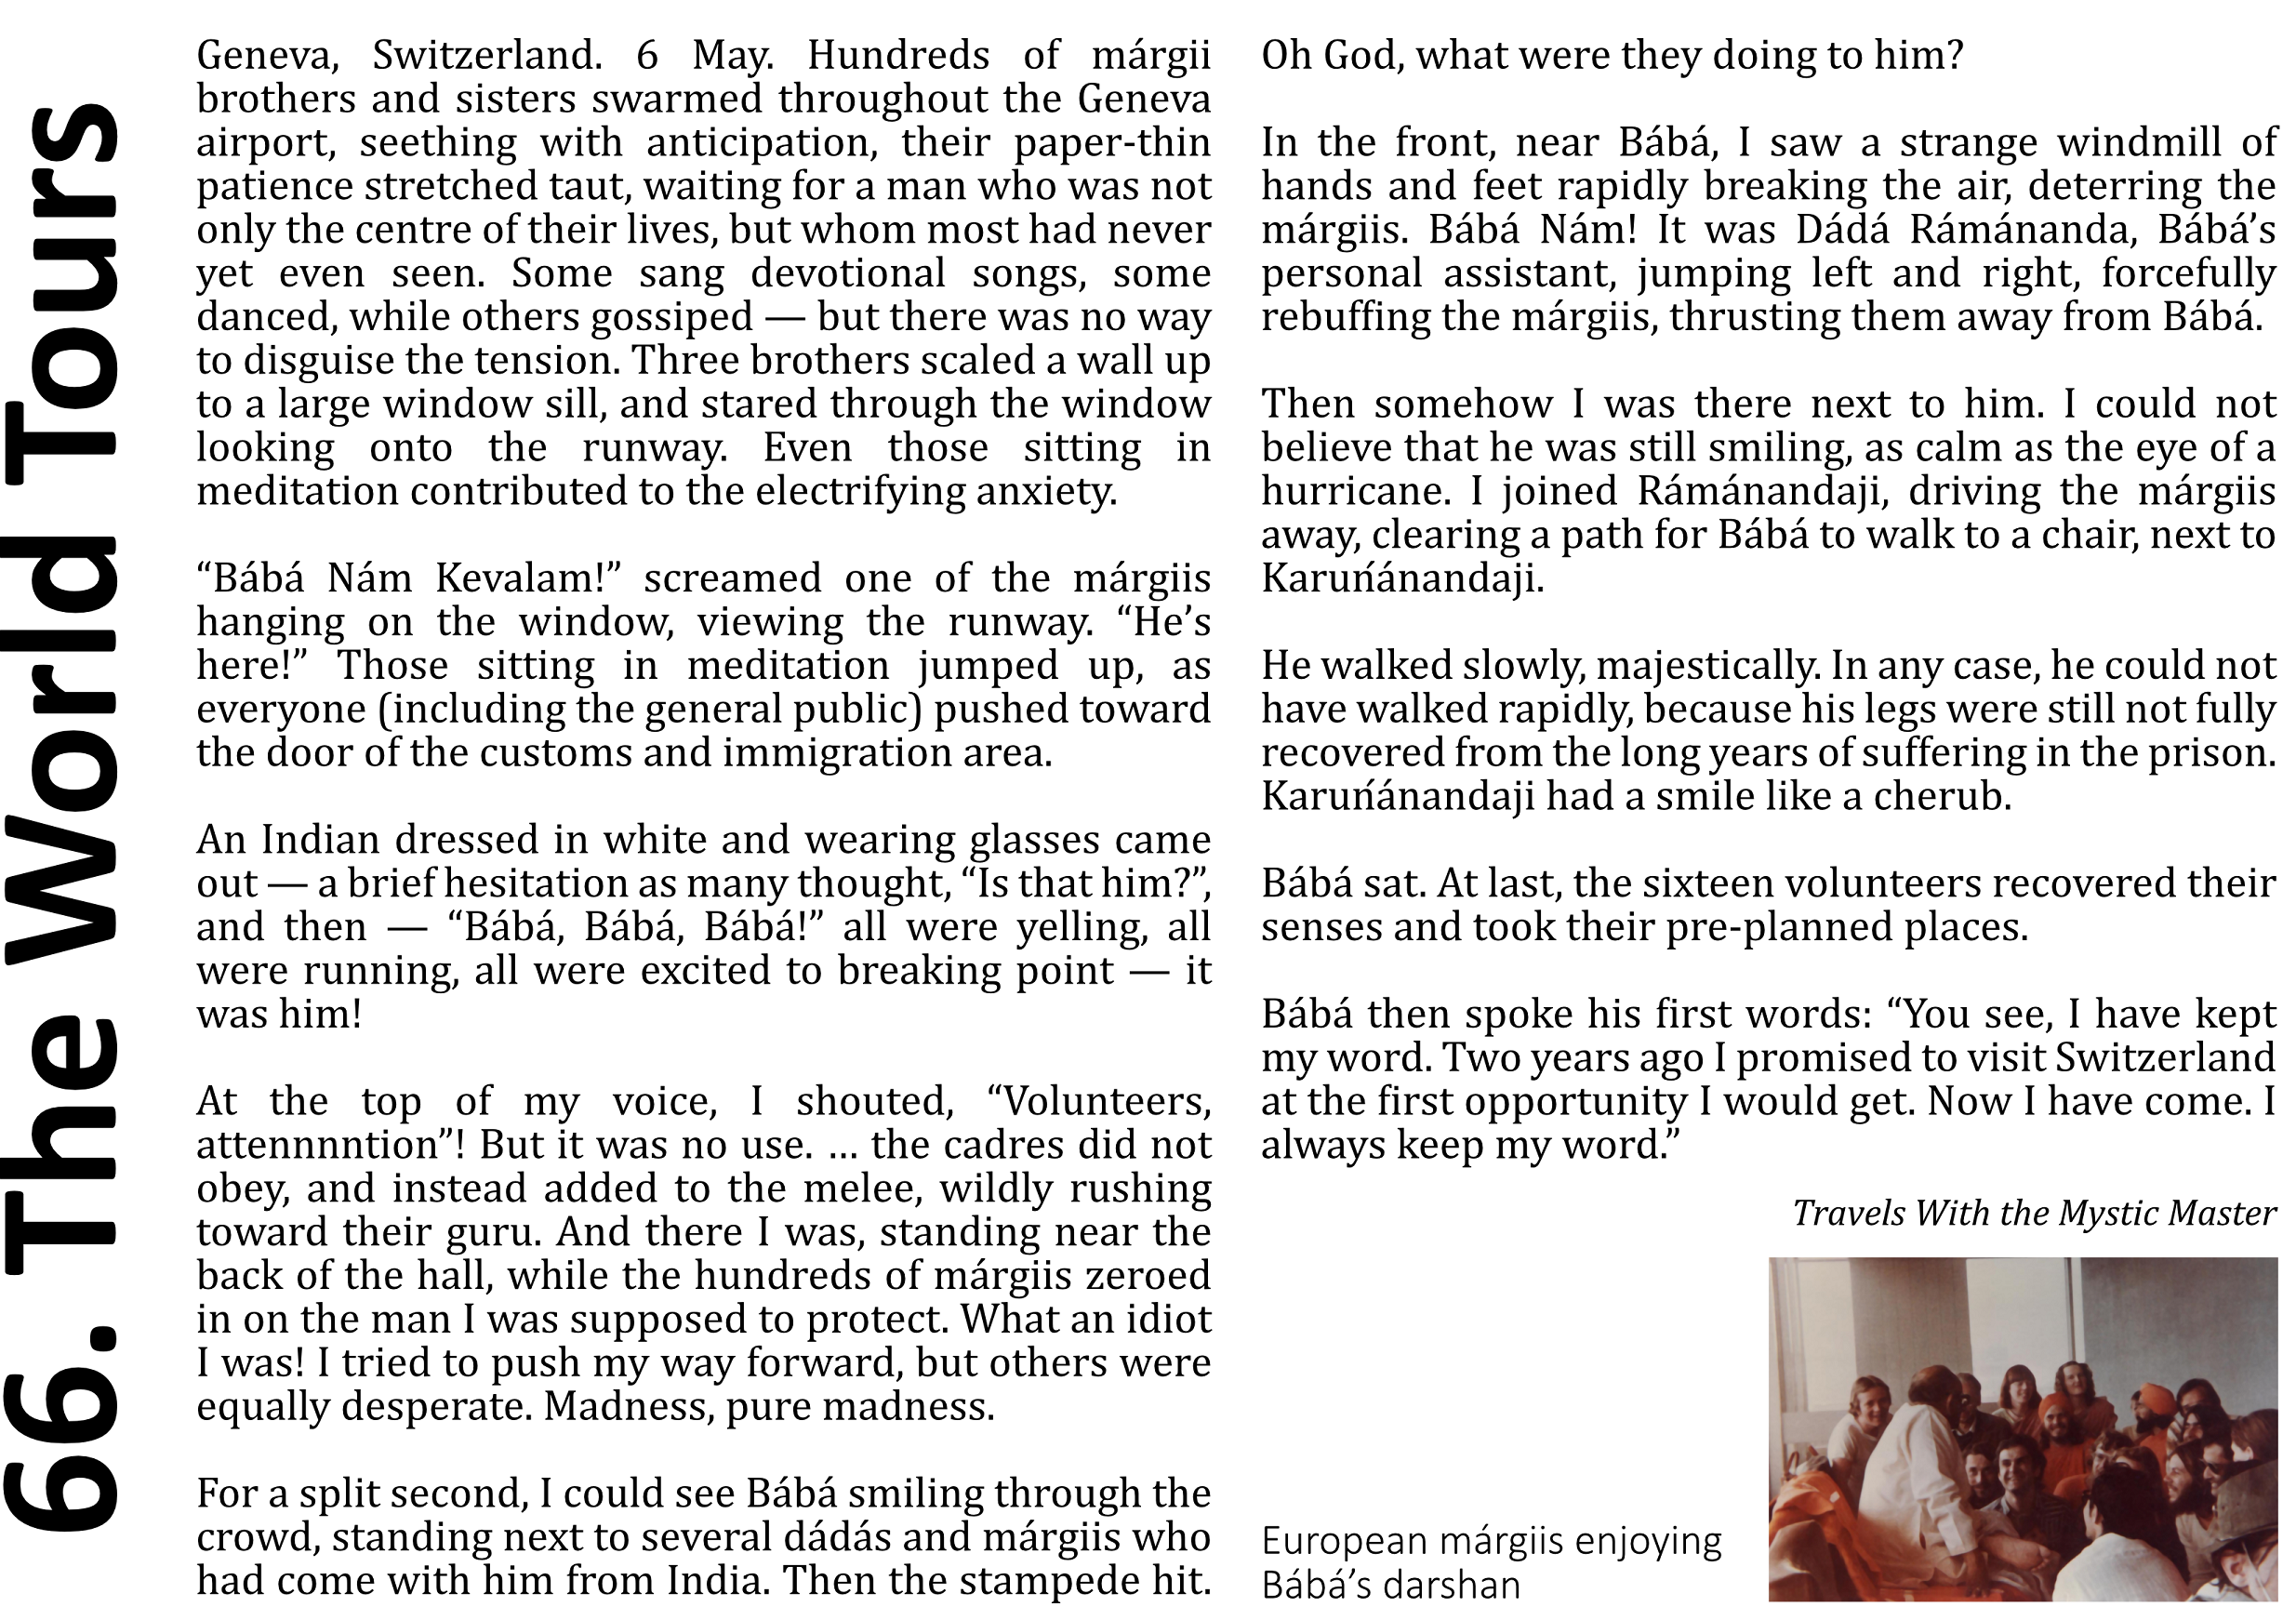 66. The World Tours
Geneva, Switzerland. 6 May. Hundreds of márgii
brothers and sisters swarmed throughout the Geneva
airport, seething with anticipation, their paper-thin
patience stretched taut, waiting for a man who was not
only the centre of their lives, but whom most had never
yet even seen. Some sang devotional songs, some
danced, while others gossiped — but there was no way
to disguise the tension. Three brothers scaled a wall up
to a large window sill, and stared through the window
looking onto the runway. Even those sitting in
meditation contributed to the electrifying anxiety.
“Bábá Nám Kevalam!” screamed one of the márgiis
hanging on the window, viewing the runway. “He’s
here!” Those sitting in meditation jumped up, as
everyone (including the general public) pushed toward
the door of the customs and immigration area.
An Indian dressed in white and wearing glasses came
out — a brief hesitation as many thought, “Is that him?”,
and then — “Bábá, Bábá, Bábá!” all were yelling, all
were running, all were excited to breaking point — it
was him!
At the top of my voice, I shouted, “Volunteers,
attennnntion”! But it was no use. ... the cadres did not
obey, and instead added to the melee, wildly rushing
toward their guru. And there I was, standing near the
back of the hall, while the hundreds of márgiis zeroed
in on the man I was supposed to protect. What an idiot
I was! I tried to push my way forward, but others were
equally desperate. Madness, pure madness.
For a split second, I could see Bábá smiling through the
crowd, standing next to several dádás and márgiis who
had come with him from India. Then the stampede hit.
Oh God, what were they doing to him?
In the front, near Bábá, I saw a strange windmill of
hands and feet rapidly breaking the air, deterring the
márgiis. Bábá Nám! It was Dádá Rámánanda, Bábá’s
personal assistant, jumping left and right, forcefully
rebuffing the márgiis, thrusting them away from Bábá.
Then somehow I was there next to him. I could not
believe that he was still smiling, as calm as the eye of a
hurricane. I joined Rámánandaji, driving the márgiis
away, clearing a path for Bábá to walk to a chair, next to
Karuńánandaji.
He walked slowly, majestically. In any case, he could not
have walked rapidly, because his legs were still not fully
recovered from the long years of suffering in the prison.
Karuńánandaji had a smile like a cherub.
Bábá sat. At last, the sixteen volunteers recovered their
senses and took their pre-planned places.
Bábá then spoke his first words: “You see, I have kept
my word. Two years ago I promised to visit Switzerland
at the first opportunity I would get. Now I have come. I
always keep my word.”
Travels With the Mystic Master
European márgiis enjoying
Bábá’s darshan